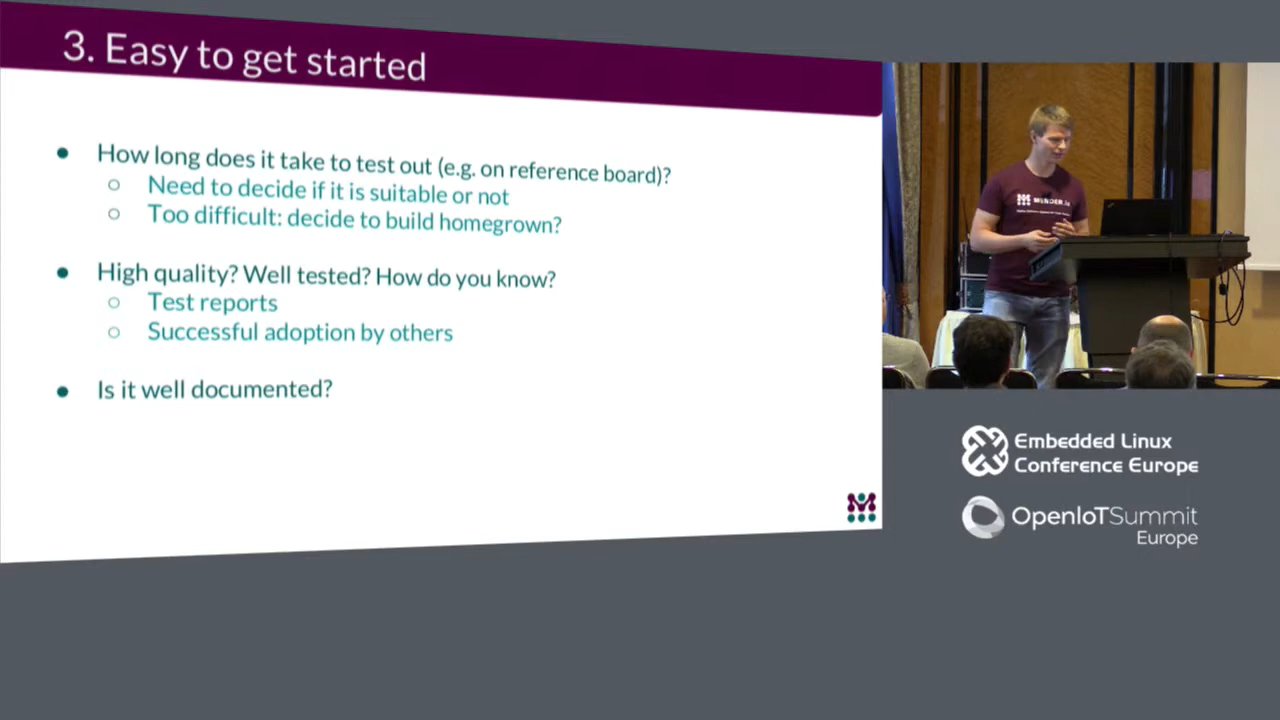 3. Easy to get started
● How long does it take to test out (e.g. on reference board)?
○ Need to decide if it is suitable or not
○ Too difficult: decide to build homegrown?
● High quality? Well tested? How do you know?
○ Test reports
○ Successful adoption by others
● Is it well documented?
MENDER.io
Embedded Linux
Conference Europe
OpenIoTSummit
Europe